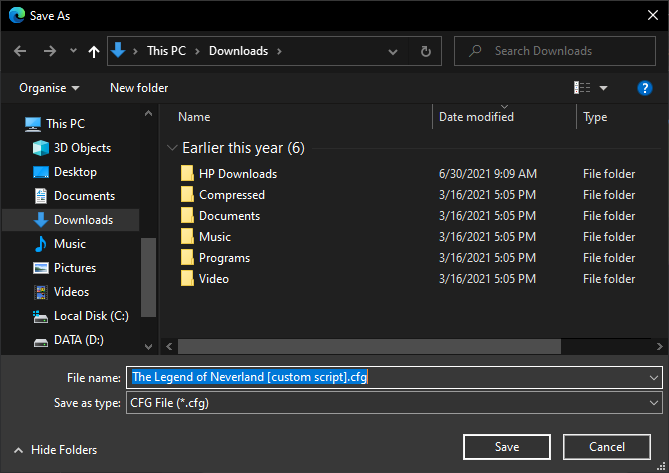 Save As
This PC > Downloads >
Search Downloads
Organise New folder
This PC
3D Objects
Desktop
Documents
Downloads
Music
Pictures
Videos
Local Disk (C:)
DATA (D:)
Name Date modified Type
Earlier this year (6)
HP Downloads 6/30/2021 9:09 AM File folder
Compressed 3/16/2021 5:05 PM File folder
Documents 3/16/2021 5:05 PM File folder
Music 3/16/2021 5:05 PM File folder
Programs 3/16/2021 5:05 PM File folder
Video 3/16/2021 5:05 PM File folder
File name: The Legend of Neverland [custom script].cfg
Save as type: CFG File (*.cfg)
Hide Folders
Save Cancel